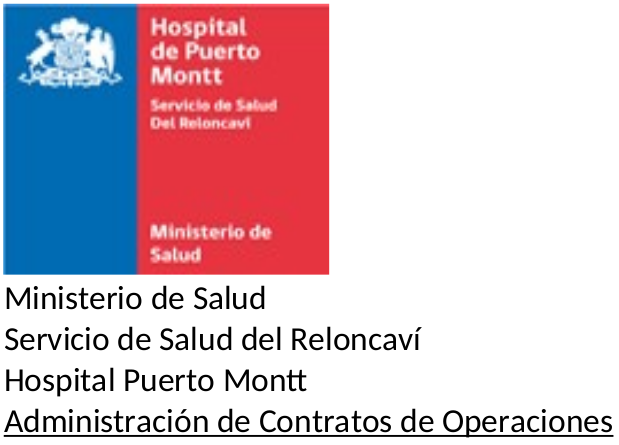 Hospital
de Puerto
Montt
Servicio de Salud
Del Reloncaví
Ministerio de
Salud
Ministerio de Salud
Servicio de Salud del Reloncaví
Hospital Puerto Montt
Administración de Contratos de Operaciones